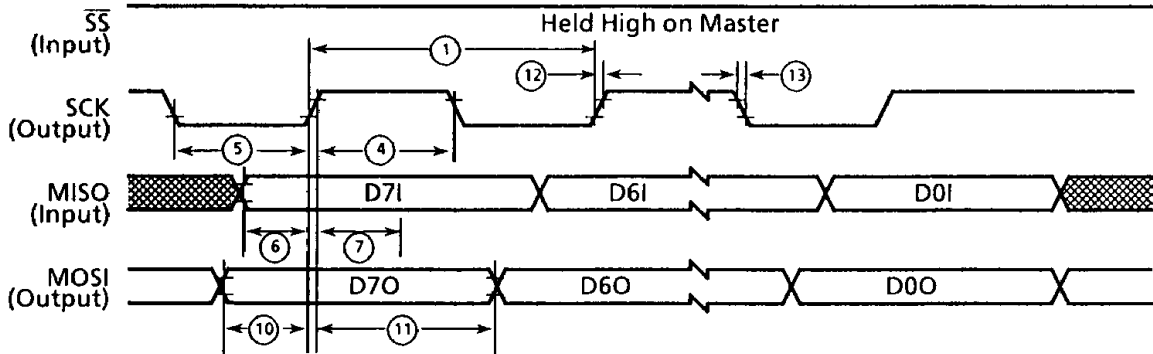 SS
(Input)
Held High on Master
1
12
13
SCK
(Output)
5
4
MISO
(Input)
D7I
D6I
D0I
6
7
MOSI
(Output)
D7O
D6O
D0O
10
11